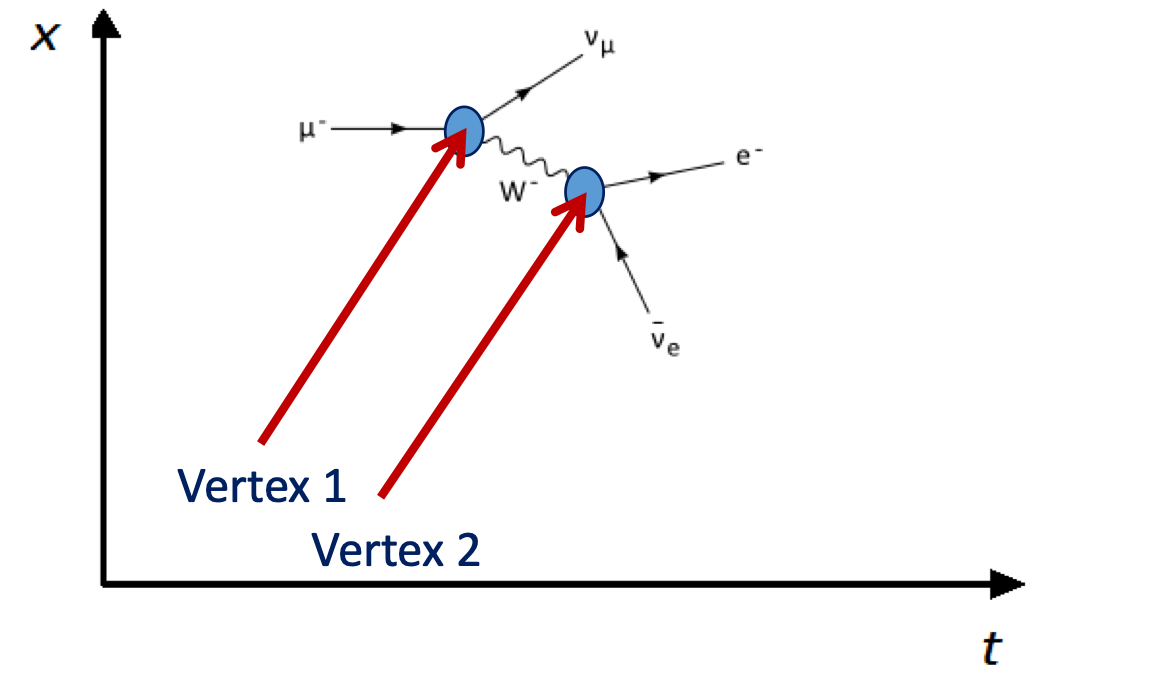 x
νμ
μ-
e-
W-
ν̄e
Vertex 1
Vertex 2
t